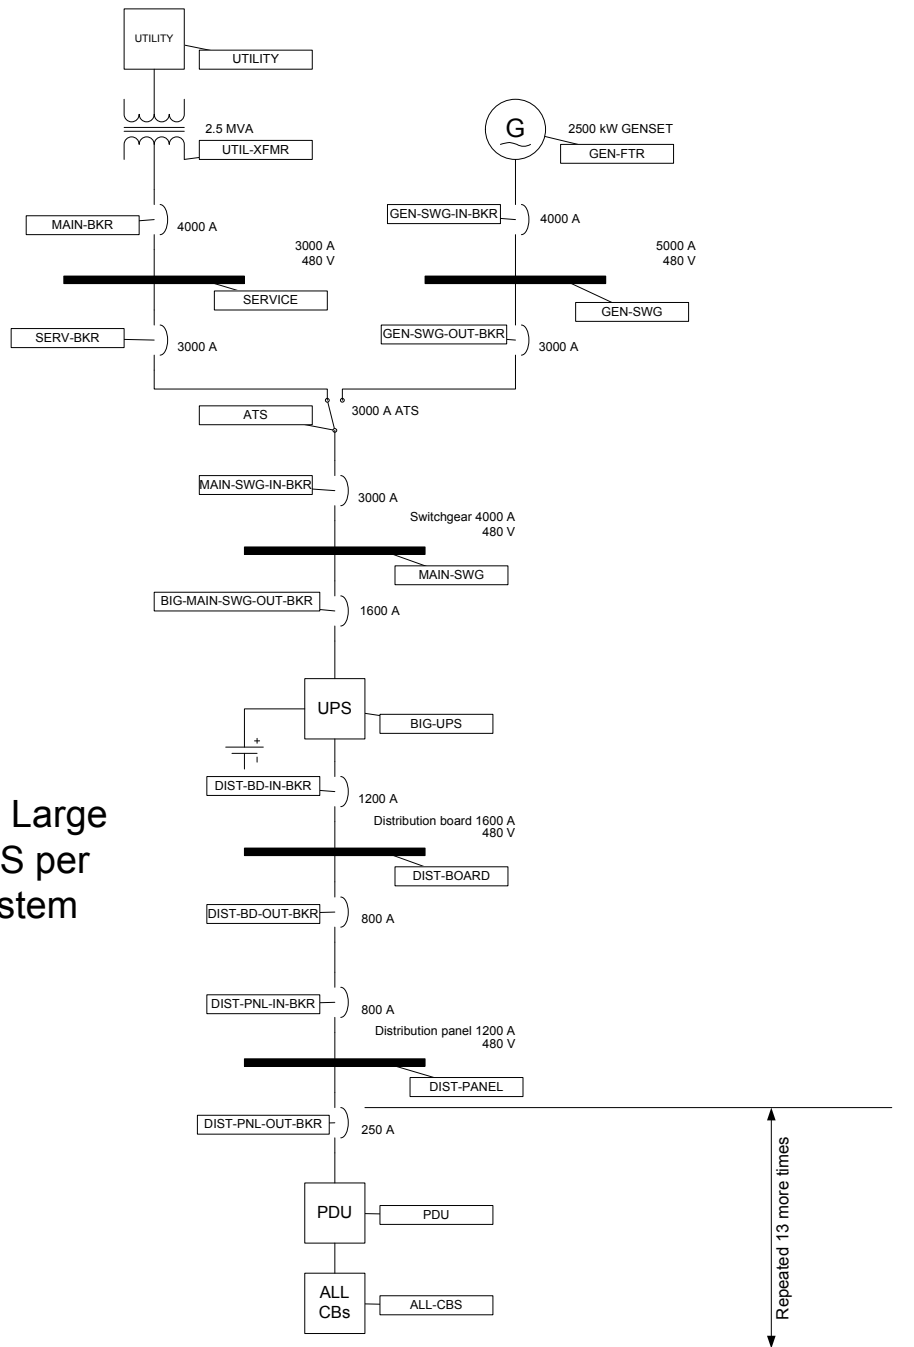 UTILITY
UTILITY
2.5 MVA
UTIL-XFMR
G
2500 kW GENSET
GEN-FTR
MAIN-BKR
4000 A
GEN-SWG-IN-BKR
4000 A
3000 A
480 V
5000 A
480 V
SERVICE
GEN-SWG
SERV-BKR
3000 A
GEN-SWG-OUT-BKR
3000 A
ATS
3000 A ATS
MAIN-SWG-IN-BKR
3000 A
Switchgear 4000 A
480 V
MAIN-SWG
BIG-MAIN-SWG-OUT-BKR
1600 A
UPS
BIG-UPS
+
DIST-BD-IN-BKR
1200 A
Distribution board 1600 A
480 V
Large
S per
stem
DIST-BOARD
DIST-BD-OUT-BKR
800 A
DIST-PNL-IN-BKR
800 A
Distribution panel 1200 A
480 V
DIST-PANEL
DIST-PNL-OUT-BKR
250 A
PDU
PDU
ALL
CBs
ALL-CBS
Repeated 13 more times